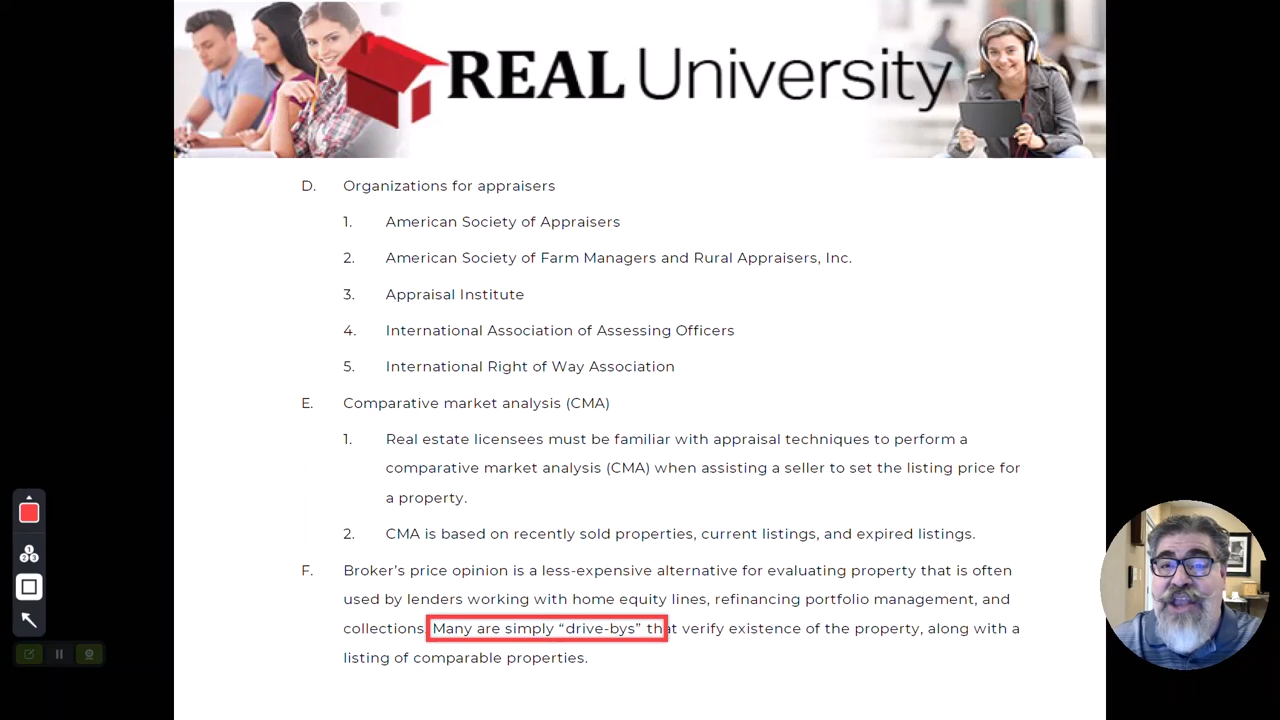 REAL University
D. Organizations for appraisers
1. American Society of Appraisers
2. American Society of Farm Managers and Rural Appraisers, Inc.
3. Appraisal Institute
4. International Association of Assessing Officers
5. International Right of Way Association
E. Comparative market analysis (CMA)
1. Real estate licensees must be familiar with appraisal techniques to perform a
comparative market analysis (CMA) when assisting a seller to set the listing price for
a property.
2. CMA is based on recently sold properties, current listings, and expired listings.
F. Broker’s price opinion is a less-expensive alternative for evaluating property that is often
used by lenders working with home equity lines, refinancing portfolio management, and
collections. Many are simply “drive-bys” that verify existence of the property, along with a
listing of comparable properties.